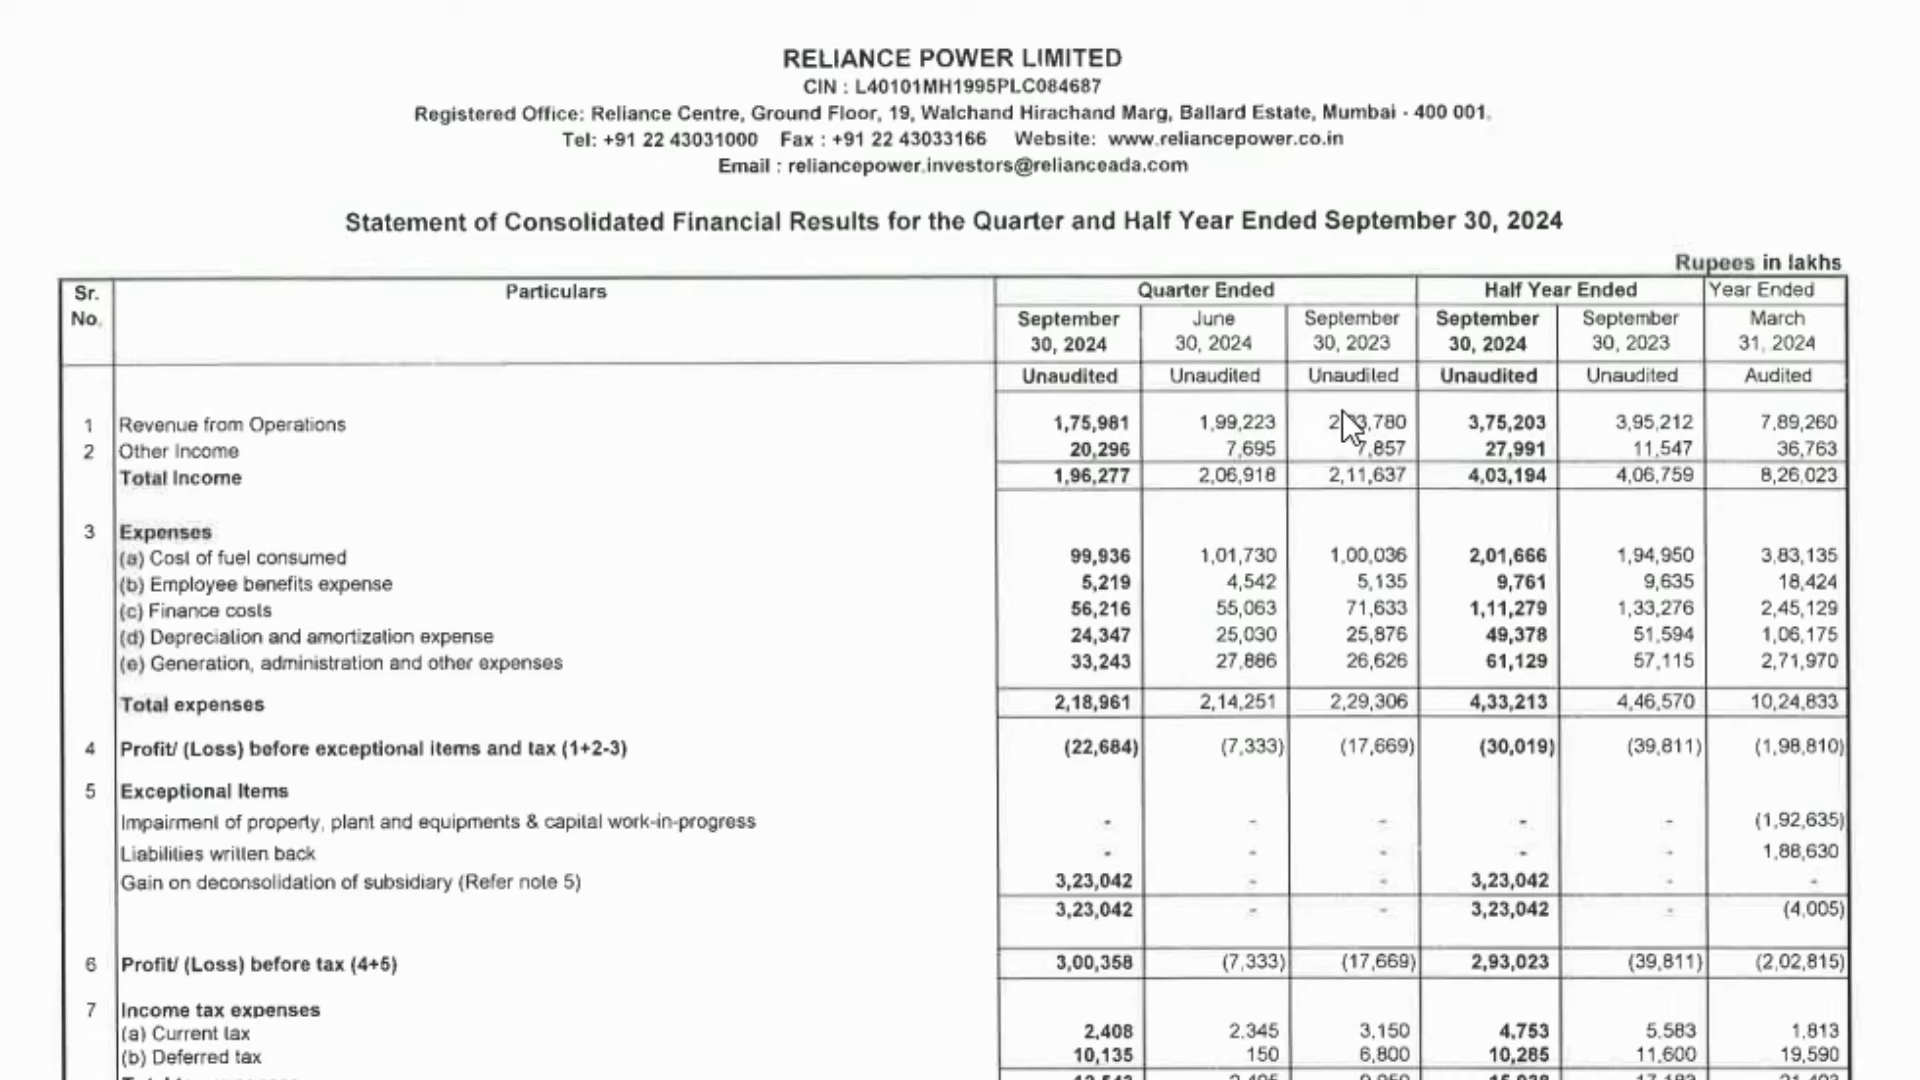 RELIANCE POWER LIMITED
CIN : L40101MH1995PLC084687
Registered Office: Reliance Centre, Ground Floor, 19, Walchand Hirachand Marg, Ballard Estate, Mumbai - 400 001.
Tel: +91 22 43031000 Fax : +91 22 43033166 Website: www.reliancepower.co.in
Email : reliancepower.investors@relianceada.com
Statement of Consolidated Financial Results for the Quarter and Half Year Ended September 30, 2024
Rupees in lakhs
Sr. No. Particulars Quarter Ended Half Year Ended Year Ended
September 30, 2024 June 30, 2024 September 30, 2023 September 30, 2024 September 30, 2023 March 31, 2024
Unaudited Unaudited Unaudited Unaudited Unaudited Audited
1 Revenue from Operations 1,75,981 1,99,223 3,75,203 3,95,212 7,89,260
2 Other Income 20,296 7,695 7,857 27,991 11,547 36,763
Total Income 1,96,277 2,06,918 2,11,637 4,03,194 4,06,759 8,26,023
3 Expenses
(a) Cost of fuel consumed 99,936 1,01,730 1,00,036 2,01,666 1,94,950 3,83,135
(b) Employee benefits expense 5,219 4,542 5,135 9,761 9,635 18,424
(c) Finance costs 56,216 55,063 71,633 1,11,279 1,33,276 2,45,129
(d) Depreciation and amortization expense 24,347 25,030 25,876 49,378 51,594 1,06,175
(e) Generation, administration and other expenses 33,243 27,886 26,626 61,129 57,115 2,71,970
Total expenses 2,18,961 2,14,251 2,29,306 4,33,213 4,46,570 10,24,833
4 Profit/ (Loss) before exceptional items and tax (1+2-3) (22,684) (7,333) (17,669) (30,019) (39,811) (1,98,810)
5 Exceptional Items
Impairment of property, plant and equipments & capital work-in-progress - - - - - (1,92,635)
Liabilities written back - - - - - 1,88,630
Gain on deconsolidation of subsidiary (Refer note 5) 3,23,042 - - 3,23,042 - -
3,23,042 - - 3,23,042 - (4,005)
6 Profit/ (Loss) before tax (4+5) 3,00,358 (7,333) (17,669) 2,93,023 (39,811) (2,02,815)
7 Income tax expenses
(a) Current tax 2,408 2,345 3,150 4,753 5,583 1,813
(b) Deferred tax 10,135 150 6,800 10,285 11,600 19,590